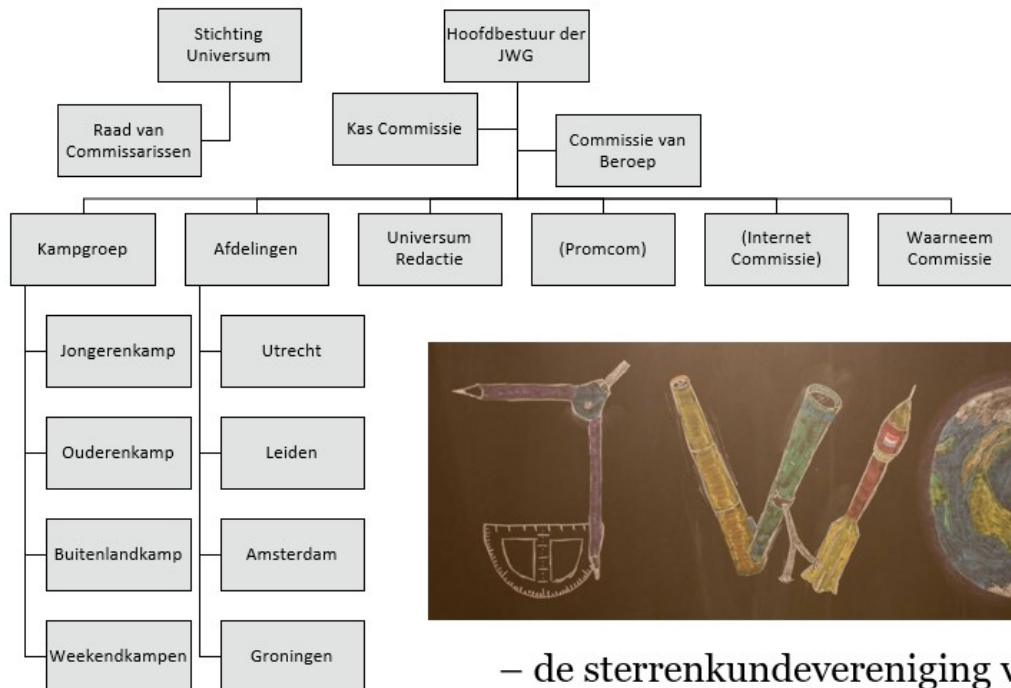 Stichting
Universum
Hoofdbestuur der
JWG
Raad van
Commissarissen
Kas Commissie
Commissie van
Beroep
Kampgroep
Afdelingen
Universum
Redactie
(Promcom)
(Internet
Commissie)
Waarneem
Commissie
Jongerenkamp
Ouderenkamp
Buitenlandkamp
Weekendkampen
Utrecht
Leiden
Amsterdam
Groningen
JWG
– de sterrenkundevereniging